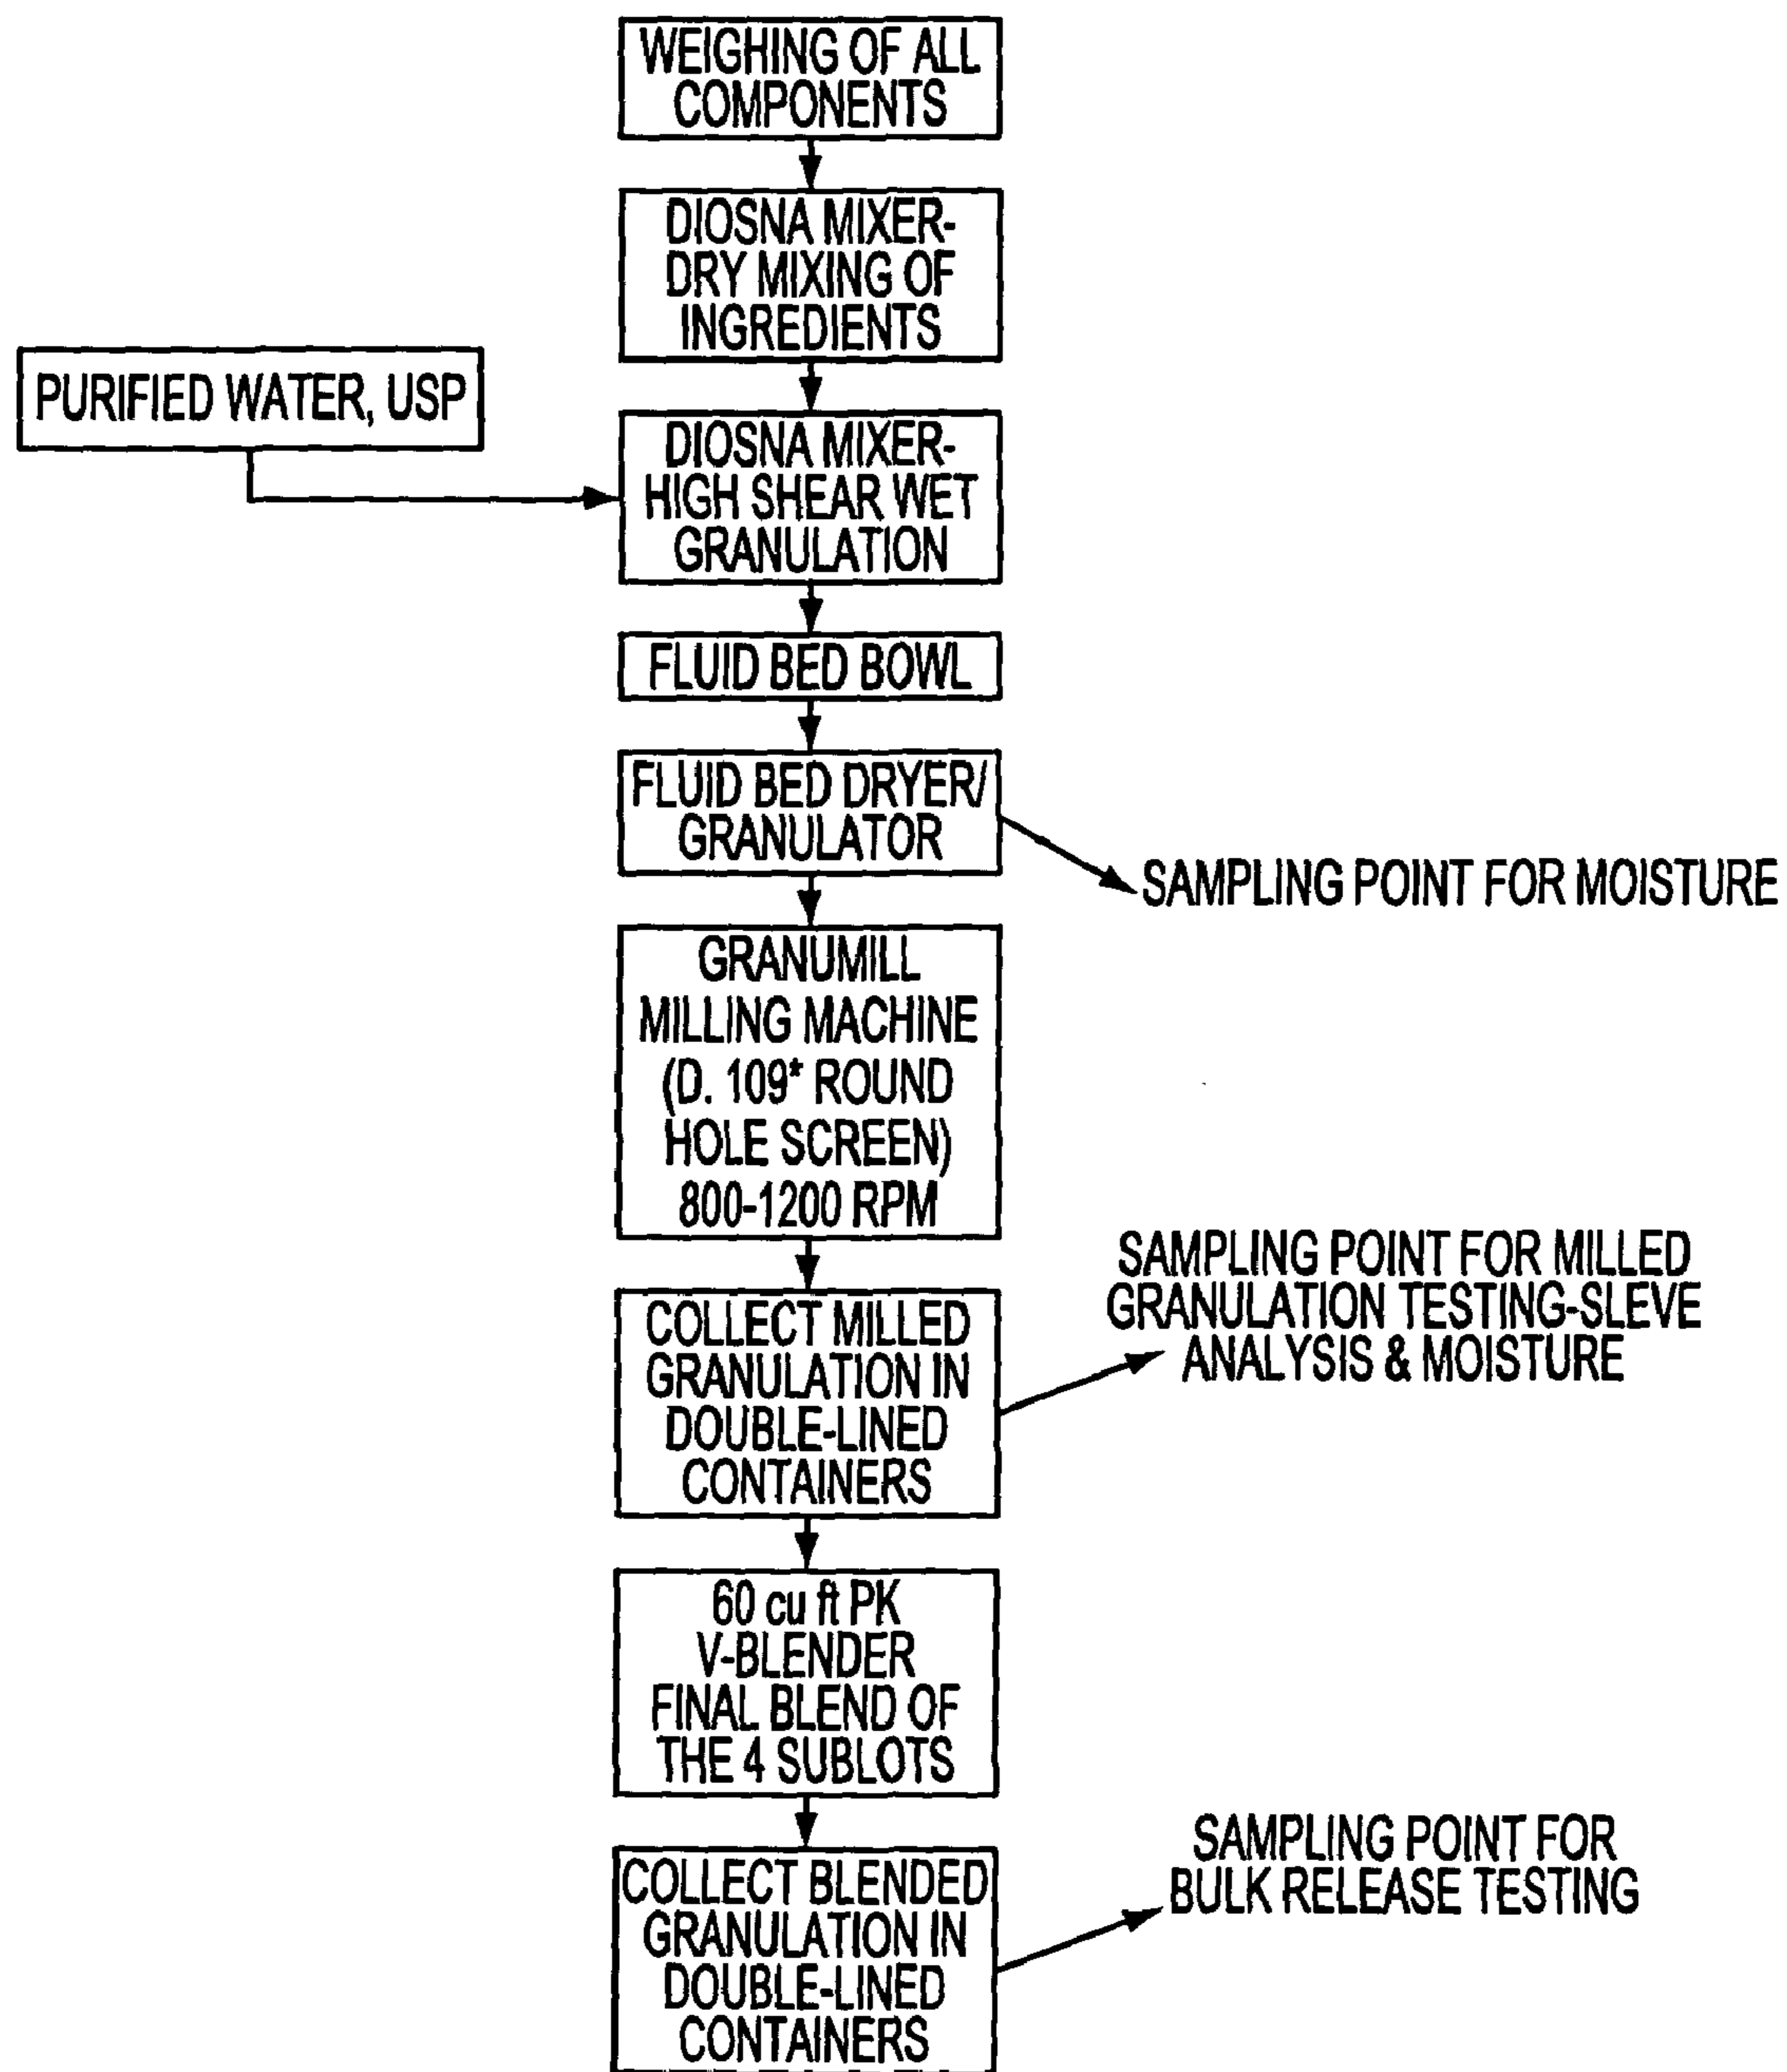 WEIGHING OF ALL
COMPONENTS
DIOSNA MIXER-
DRY MIXING OF
INGREDIENTS
PURIFIED WATER, USP
DIOSNA MIXER-
HIGH SHEAR WET
GRANULATION
FLUID BED BOWL
FLUID BED DRYER/
GRANULATOR
SAMPLING POINT FOR MOISTURE
GRANUMILL
MILLING MACHINE
(D. 109* ROUND
HOLE SCREEN)
800-1200 RPM
COLLECT MILLED
GRANULATION IN
DOUBLE-LINED
CONTAINERS
SAMPLING POINT FOR MILLED
GRANULATION TESTING-SLEVE
ANALYSIS & MOISTURE
60 cu ft PK
V-BLENDER
FINAL BLEND OF
THE 4 SUBLOTS
COLLECT BLENDED
GRANULATION IN
DOUBLE-LINED
CONTAINERS
SAMPLING POINT FOR
BULK RELEASE TESTING